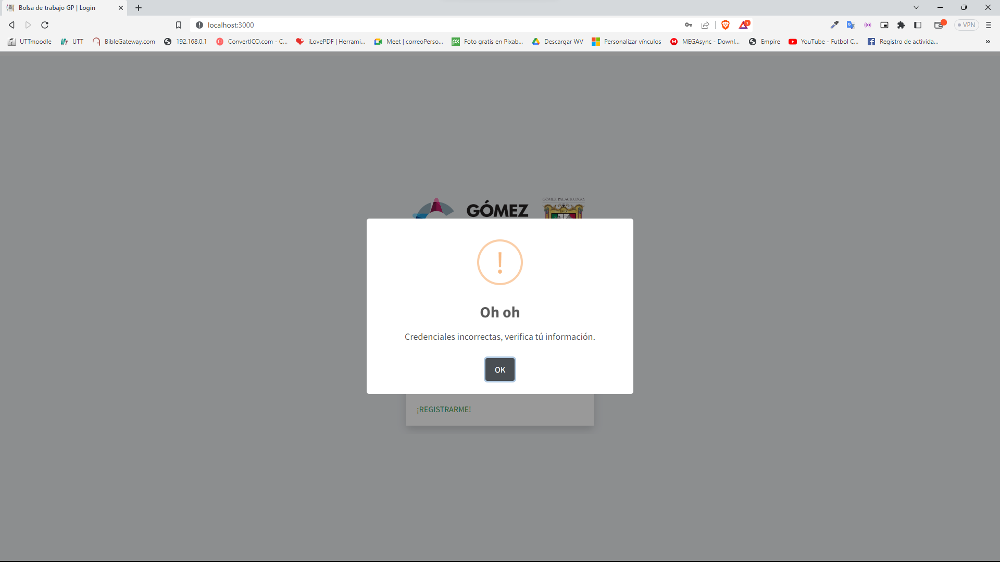 Bolsa de trabajo GP | Login
localhost:3000
1
VPN
UTTmoodle
UTT
BibleGateway.com
192.168.0.1
ConvertICO.com - C...
iLovePDF | Herrami...
Meet | correoPerso...
Foto gratis en Pixab...
Descargar WV
Personalizar vínculos
MEGAsync - Downl...
Empire
YouTube - Futbol C...
Registro de activida...
GÓMEZ
GÓMEZ PALACIO, DGO.
!
Oh oh
Credenciales incorrectas, verifica tú información.
OK
¡REGISTRARME!